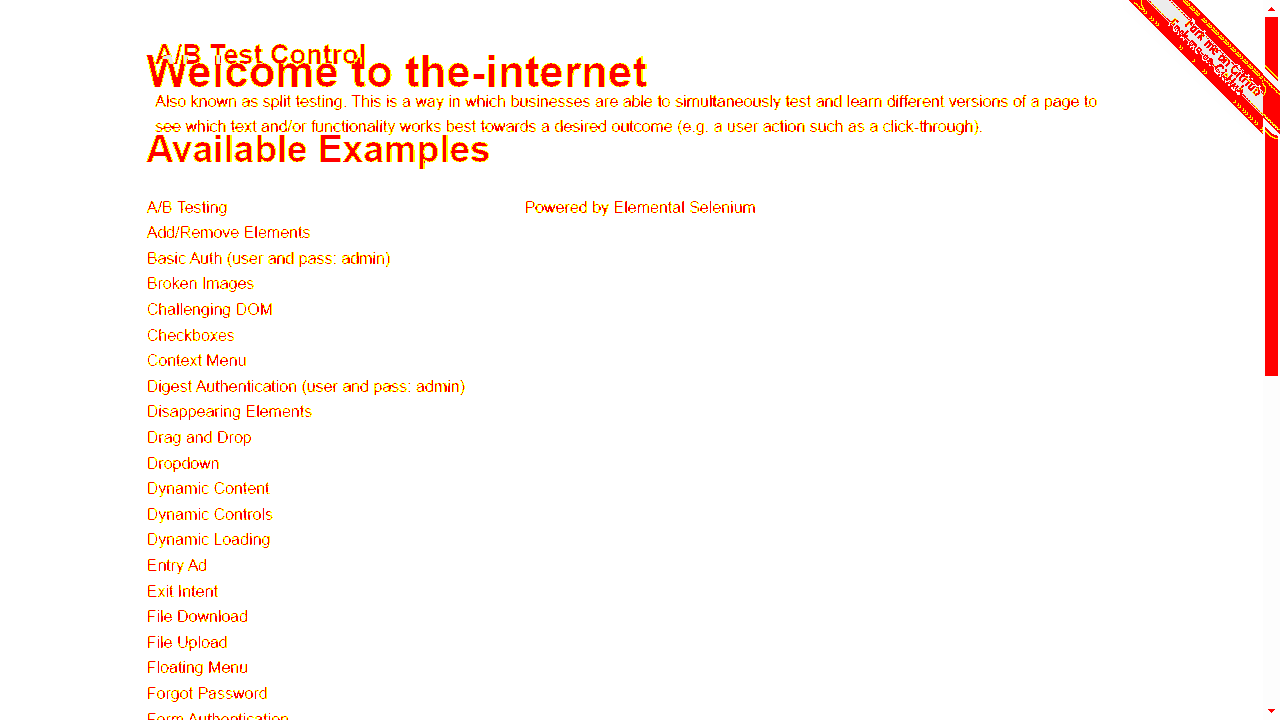 A/B Test Control
Welcome to the-internet
Also known as split testing. This is a way in which businesses are able to simultaneously test and learn different versions of a page to
see which text and/or functionality works best towards a desired outcome (e.g. a user action such as a click-through).
Available Examples
A/B Testing
Powered by Elemental Selenium
Add/Remove Elements
Basic Auth (user and pass: admin)
Broken Images
Challenging DOM
Checkboxes
Context Menu
Digest Authentication (user and pass: admin)
Disappearing Elements
Drag and Drop
Dropdown
Dynamic Content
Dynamic Controls
Dynamic Loading
Entry Ad
Exit Intent
File Download
File Upload
Floating Menu
Forgot Password
Form Authentication